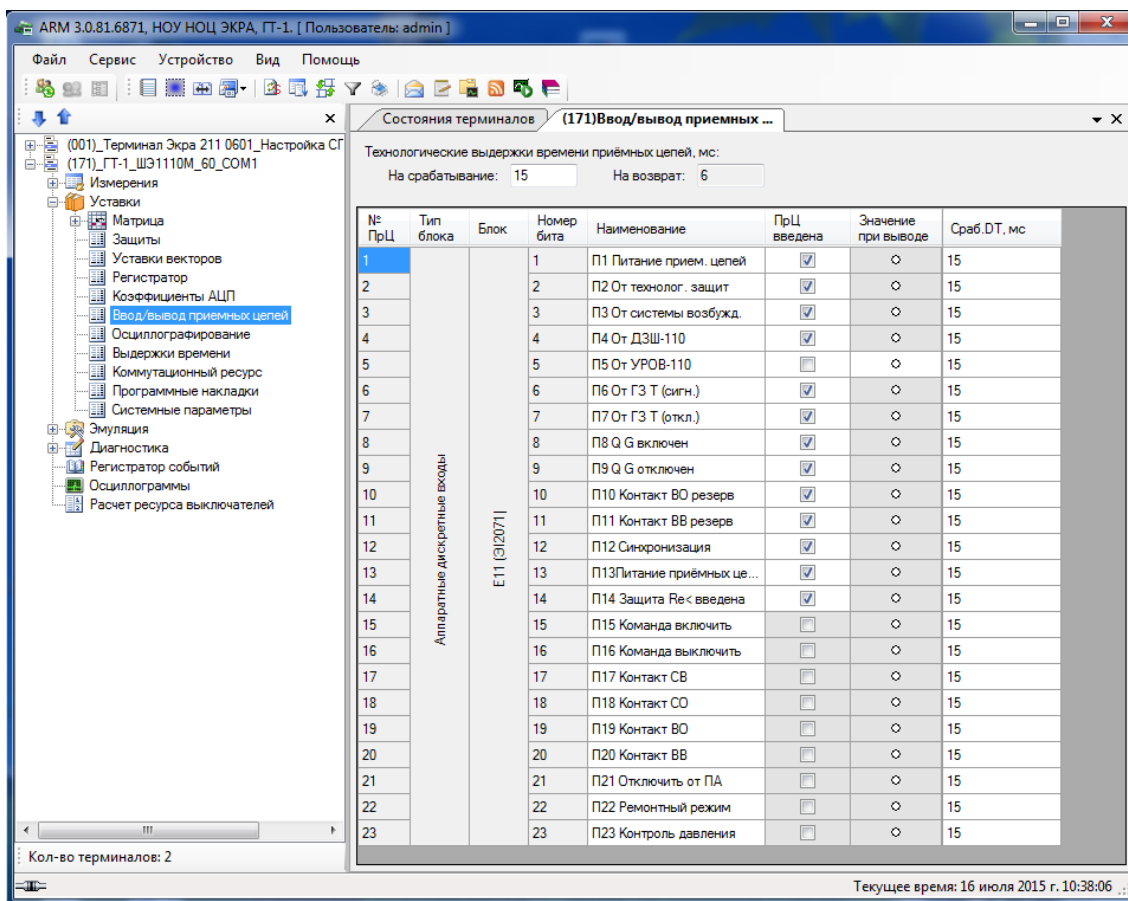 ARM 3.0.81.6871, НОУ НОЦ ЭКРА, ГТ-1. [ Пользователь: admin ]
Файл Сервис Устройство Вид Помощь
(001)_Терминал Экра 211 0601_Настройка СГ
(171)_ГТ-1_ШЭ1110М_60_COM1
Измерения
Уставки
Матрица
Защиты
Уставки векторов
Регистратор
Коэффициенты АЦП
Ввод/вывод приемных цепей
Осциллографирование
Выдержки времени
Коммутационный ресурс
Программные накладки
Системные параметры
Эмуляция
Диагностика
Регистратор событий
Осциллограммы
Расчет ресурса выключателей
Кол-во терминалов: 2
Состояния терминалов (171)Ввод/вывод приемных ...
Технологические выдержки времени приёмных цепей, мс:
На срабатывание: 15 На возврат: 6
№ ПрЦ Тип блока Блок Номер бита Наименование ПрЦ введена Значение при выводе Сраб.DT, мс
Аппаратные дискретные входы
E11 (ЭI2071)
1 1 П1 Питание прием. цепей 15
2 2 П2 От технолог. защит 15
3 3 П3 От системы возбужд. 15
4 4 П4 От ДЗШ-110 15
5 5 П5 От УРОВ-110 15
6 6 П6 От ГЗ Т (сигн.) 15
7 7 П7 От ГЗ Т (откл.) 15
8 8 П8 Q G включен 15
9 9 П9 Q G отключен 15
10 10 П10 Контакт ВО резерв 15
11 11 П11 Контакт ВВ резерв 15
12 12 П12 Синхронизация 15
13 13 П13Питание приёмных це... 15
14 14 П14 Защита Re< введена 15
15 15 П15 Команда включить 15
16 16 П16 Команда выключить 15
17 17 П17 Контакт СВ 15
18 18 П18 Контакт СО 15
19 19 П19 Контакт ВО 15
20 20 П20 Контакт ВВ 15
21 21 П21 Отключить от ПА 15
22 22 П22 Ремонтный режим 15
23 23 П23 Контроль давления 15
Текущее время: 16 июля 2015 г. 10:38:06